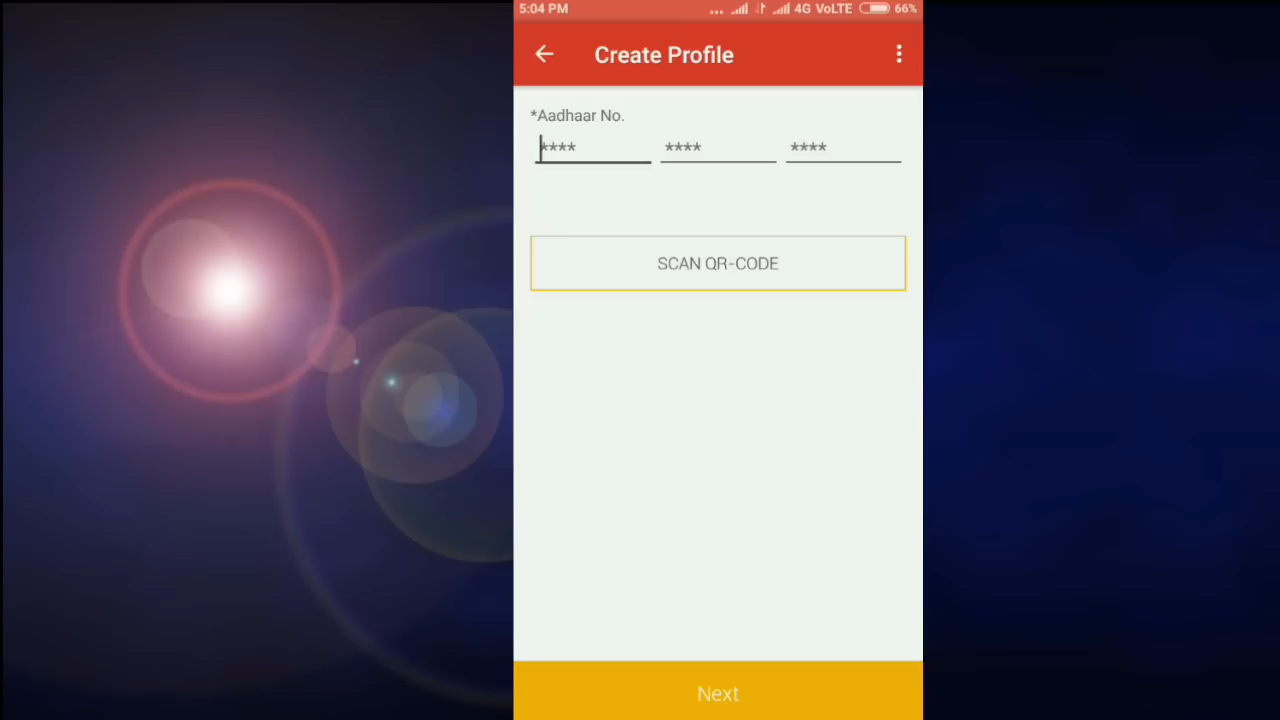 5:04 PM ... 4G VoLTE 66%
Create Profile
*Aadhaar No.
**** **** ****
SCAN QR-CODE
Next